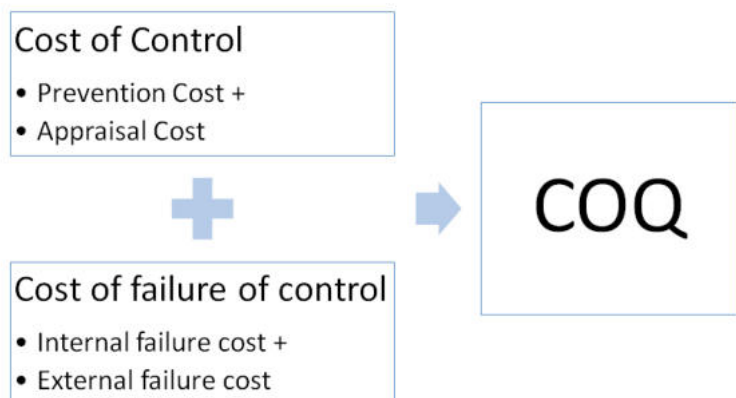 Cost of Control
• Prevention Cost +
• Appraisal Cost
Cost of failure of control
• Internal failure cost +
• External failure cost
COQ